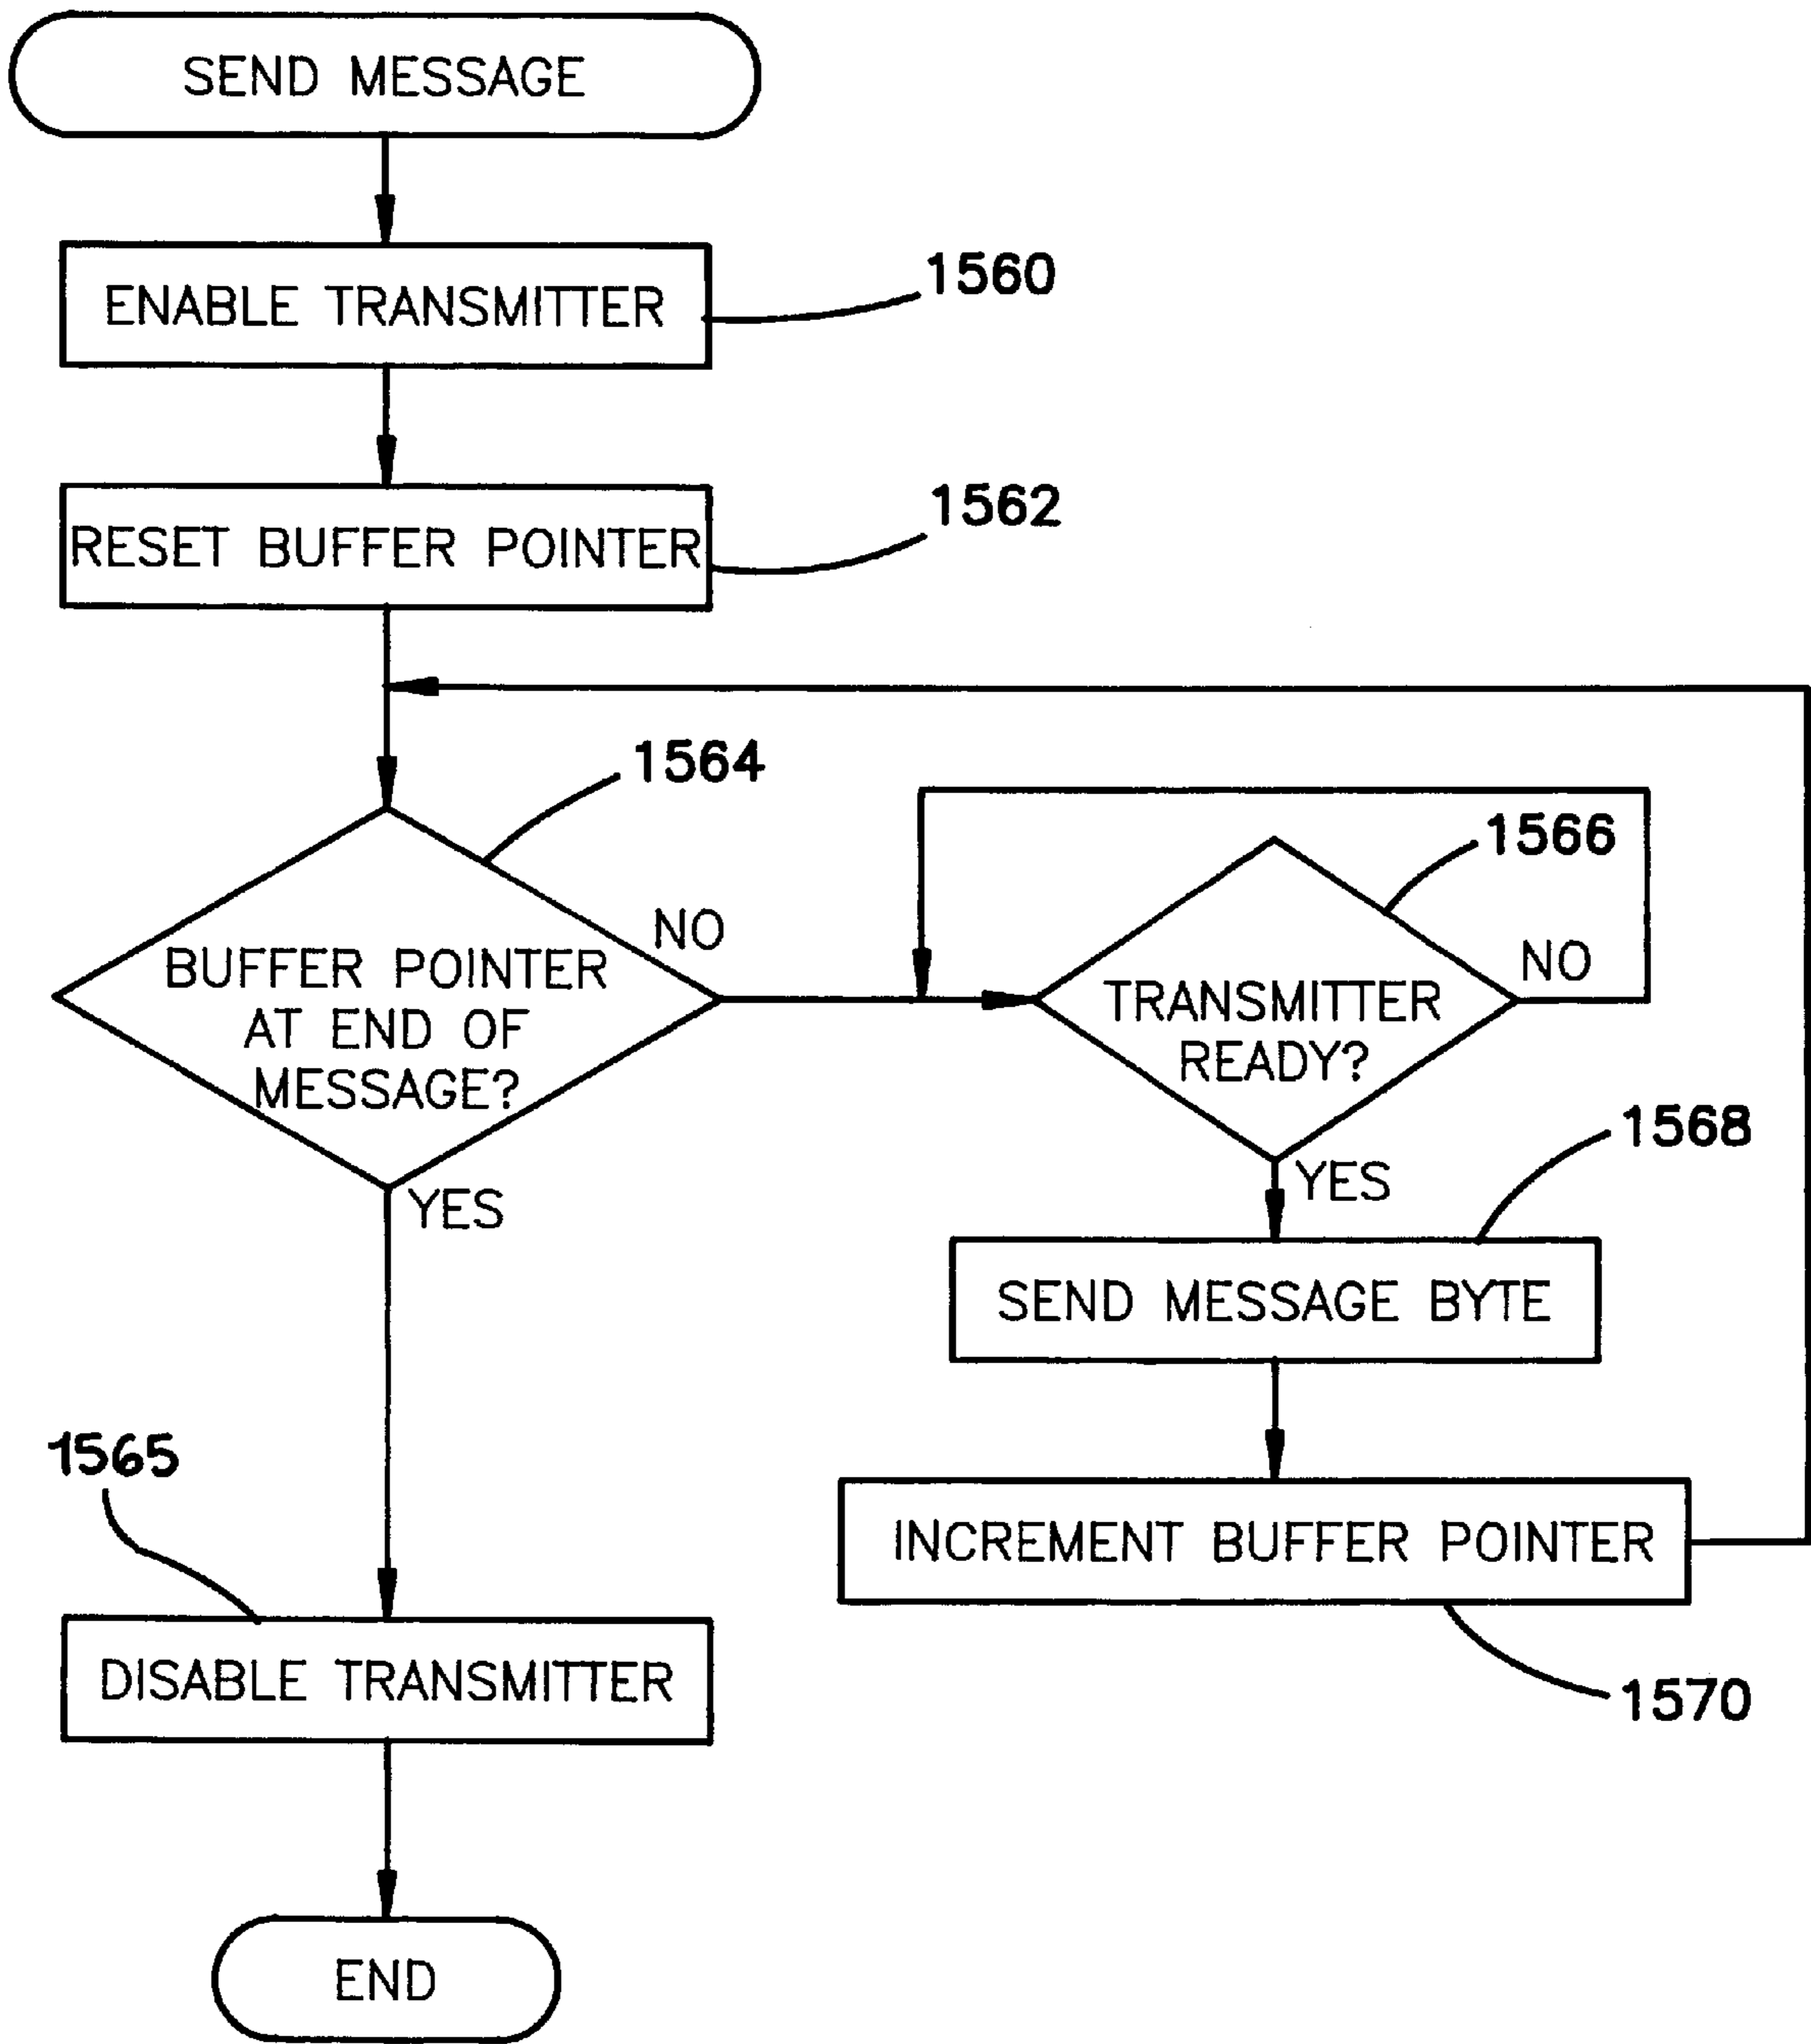 SEND MESSAGE
ENABLE TRANSMITTER
1560
RESET BUFFER POINTER
1562
1564
BUFFER POINTER
AT END OF
MESSAGE?
NO
YES
1566
TRANSMITTER
READY?
NO
YES
1568
SEND MESSAGE BYTE
INCREMENT BUFFER POINTER
1570
1565
DISABLE TRANSMITTER
END